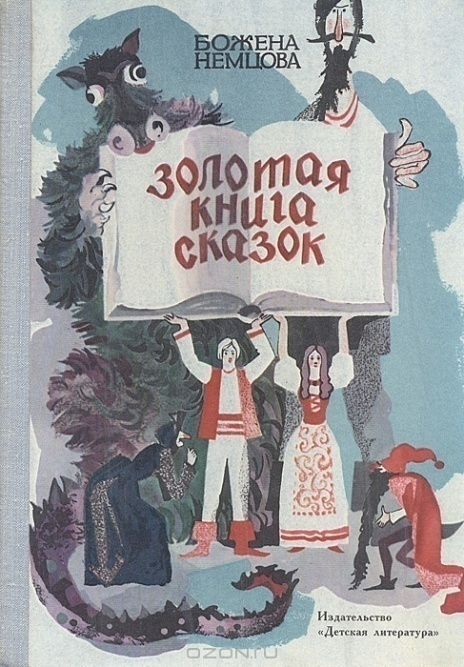 БОЖЕНА
НЕМЦОВА
ЗОЛОТАЯ
КНИГА
СКАЗОК
Издательство
«Детская литература»
OZON.RU